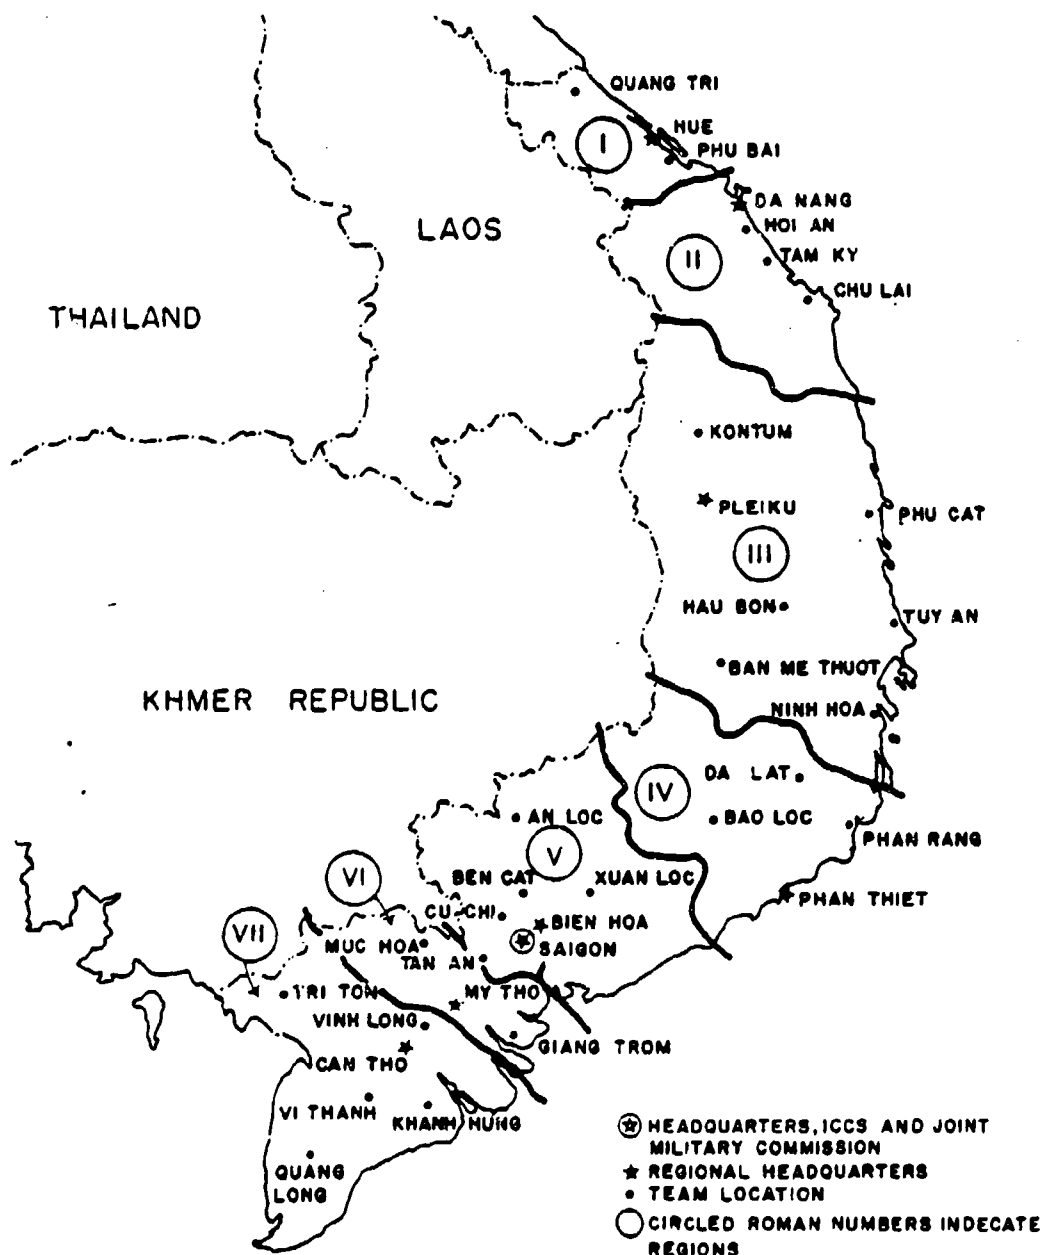 QUANG TRI
HUE
I
PHU BAI
DA NANG
HOI AN
LAOS
II
TAM KY
CHU LAI
THAILAND
KONTUM
PLEIKU
PHU CAT
III
HAU BON
TUY AN
BAN ME THUOT
KHMER REPUBLIC
NINH HOA
DA LAT
IV
AN LOC
BAO LOC
PHAN RANG
V
VI
BEN CAT
XUAN LOC
PHAN THIET
CU CHI
BIEN HOA
VII
MUC HOA
SAIGON
TAN AN
TRI TON
MY THO
VINH LONG
GIANG TROM
CAN THO
VI THANH
KHANH HUNG
QUANG
LONG
HEADQUARTERS, ICCS AND JOINT
MILITARY COMMISSION
REGIONAL HEADQUARTERS
TEAM LOCATION
CIRCLED ROMAN NUMBERS INDECATE
REGIONS